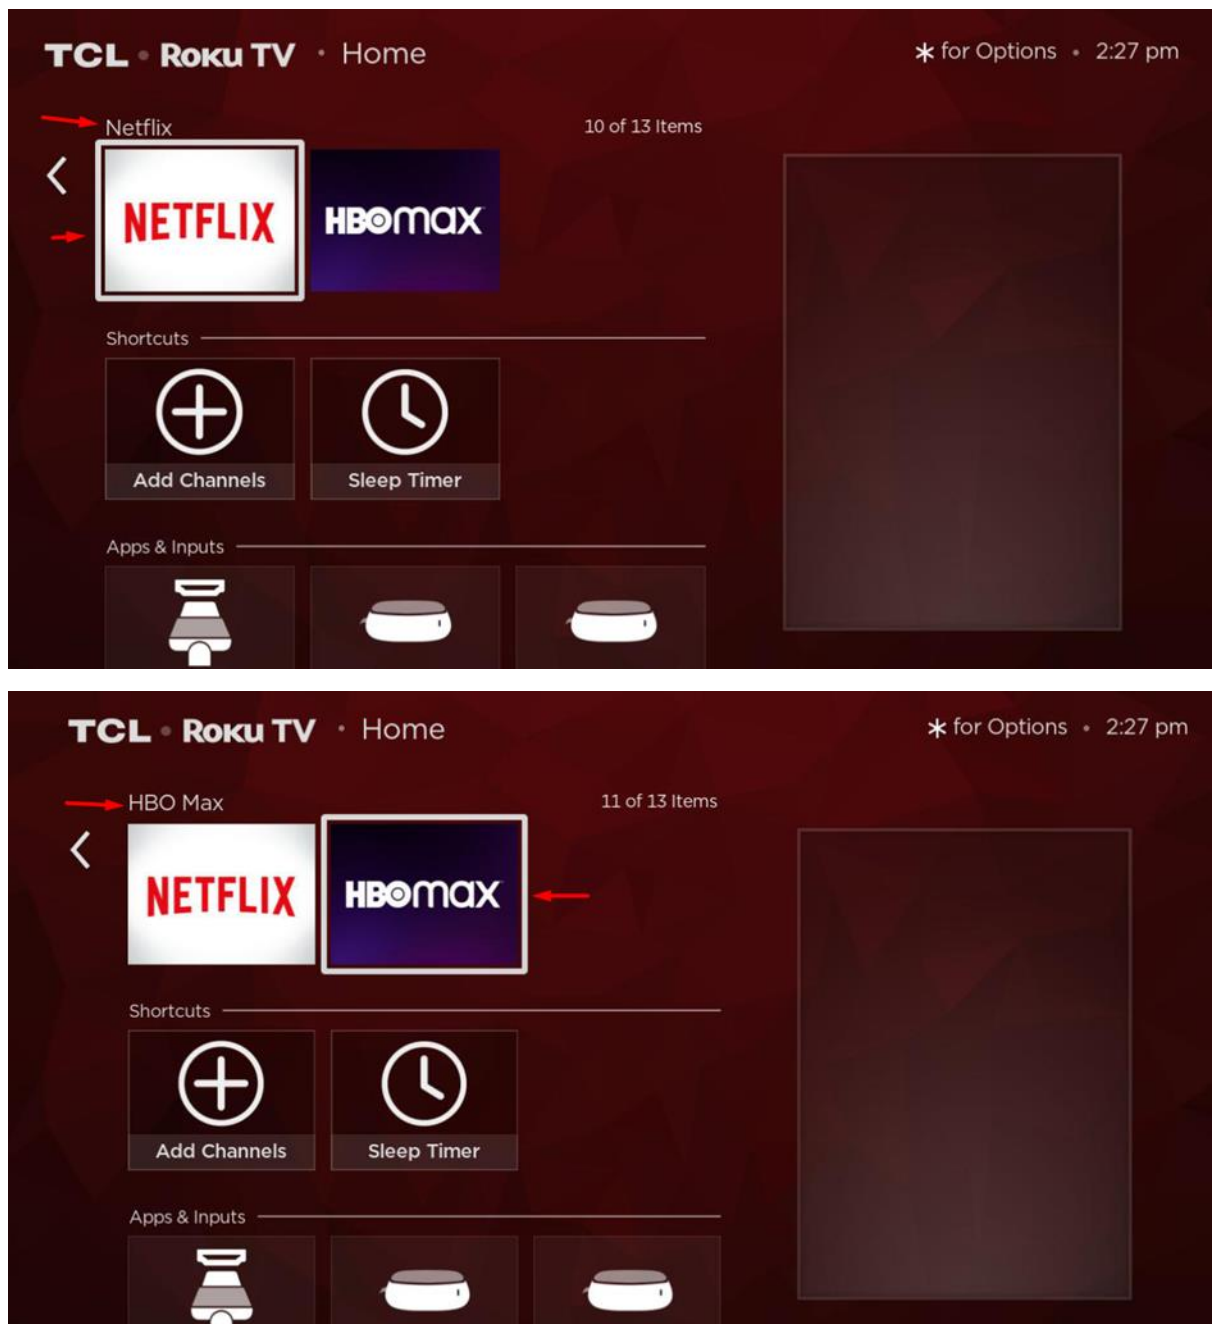 TCL • Roku TV • Home
* for Options • 2:27 pm
Netflix
10 of 13 Items
NETFLIX
HBOmax
Shortcuts
Add Channels
Sleep Timer
Apps & Inputs
TCL • Roku TV • Home
* for Options • 2:27 pm
HBO Max
11 of 13 Items
NETFLIX
HBOmax
Shortcuts
Add Channels
Sleep Timer
Apps & Inputs